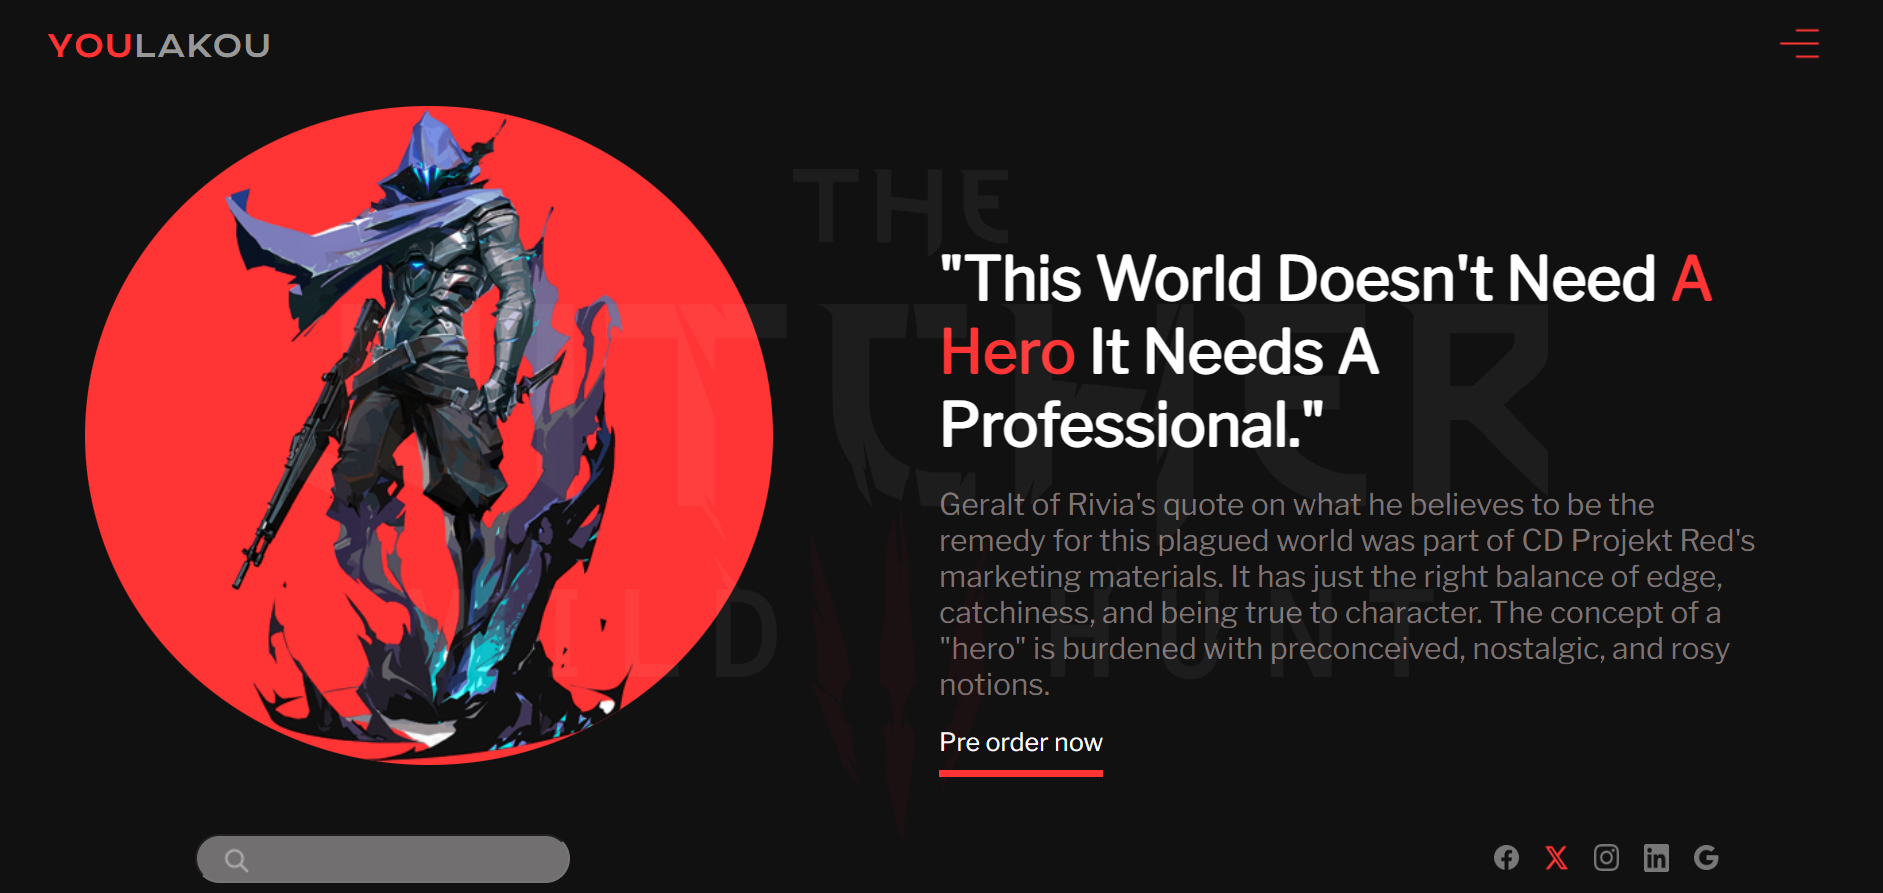 YOULAKOU
THE
WITCHER
WILD HUNT
"This World Doesn't Need A
Hero It Needs A
Professional."
Geralt of Rivia's quote on what he believes to be the
remedy for this plagued world was part of CD Projekt Red's
marketing materials. It has just the right balance of edge,
catchiness, and being true to character. The concept of a
"hero" is burdened with preconceived, nostalgic, and rosy
notions.
Pre order now